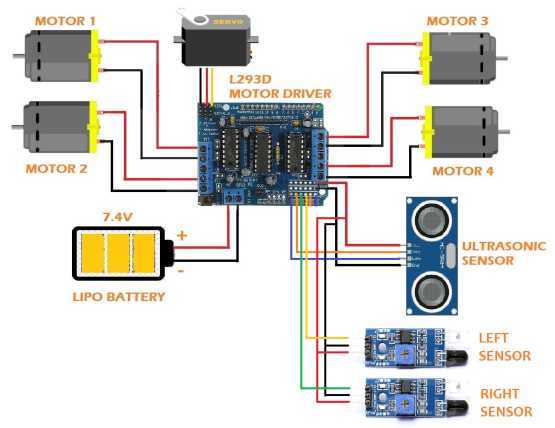 MOTOR 1
SERVO
MOTOR 3
L293D
MOTOR DRIVER
MOTOR 2
MOTOR 4
7.4V
+
-
LIPO BATTERY
ULTRASONIC
SENSOR
LEFT
SENSOR
RIGHT
SENSOR